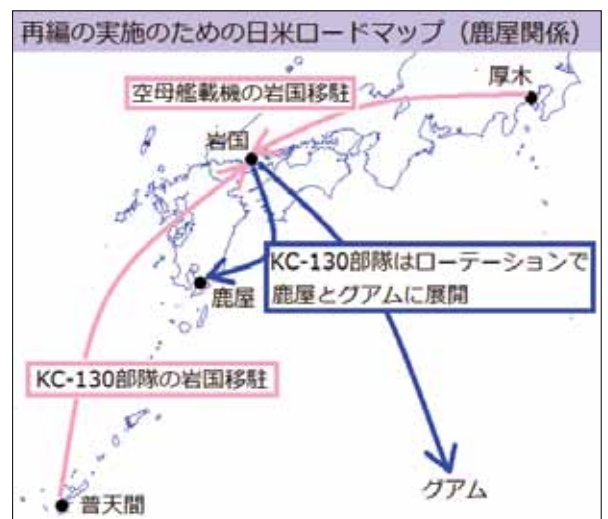 再編の実施のための日米ロードマップ（鹿屋関係）
厚木
空母艦載機の岩国移駐
岩国
KC-130部隊はローテーションで
鹿屋とグアムに展開
鹿屋
KC-130部隊の岩国移駐
グアム
普天間